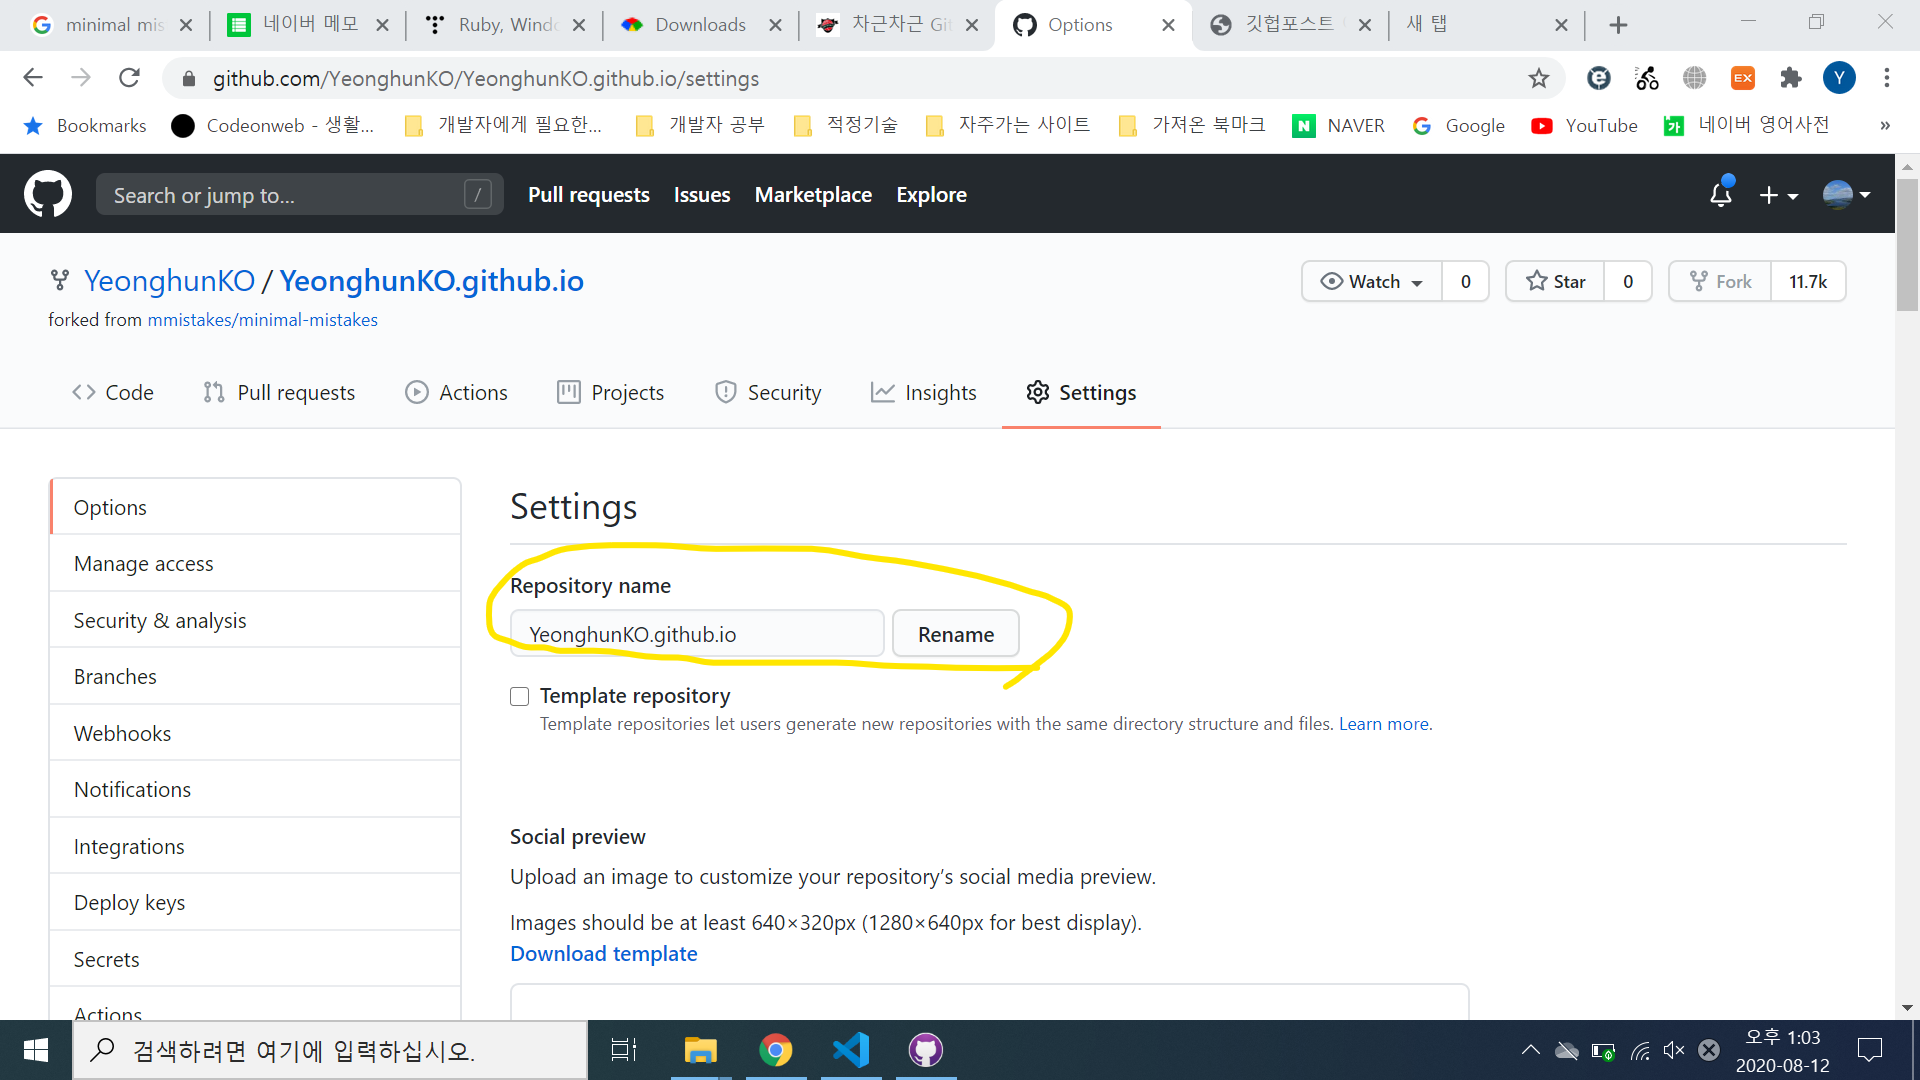 minimal mis
네이버 메모
Ruby, Windo
Downloads
차근차근 Git
Options
깃헙포스트
새 탭
github.com/YeonghunKO/YeonghunKO.github.io/settings
EX
Y
Bookmarks
Codeonweb - 생활...
개발자에게 필요한...
개발자 공부
적정기술
자주가는 사이트
가져온 북마크
N NAVER
Google
YouTube
네이버 영어사전
»
Search or jump to... /
Pull requests
Issues
Marketplace
Explore
YeonghunKO / YeonghunKO.github.io
Watch 0
Star 0
Fork 11.7k
forked from mmistakes/minimal-mistakes
Code
Pull requests
Actions
Projects
Security
Insights
Settings
Options
Manage access
Security & analysis
Branches
Webhooks
Notifications
Integrations
Deploy keys
Secrets
Actions
Settings
Repository name
YeonghunKO.github.io
Rename
Template repository
Template repositories let users generate new repositories with the same directory structure and files. Learn more.
Social preview
Upload an image to customize your repository’s social media preview.
Images should be at least 640×320px (1280×640px for best display).
Download template
검색하려면 여기에 입력하십시오.
오후 1:03
2020-08-12